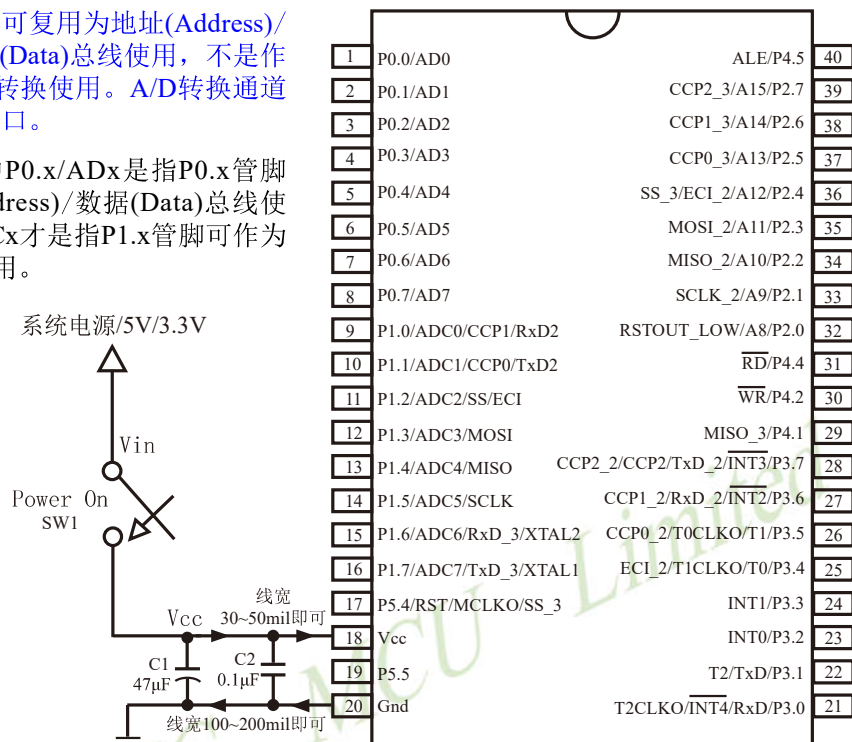 可复用为地址(Address)/
(Data)总线使用，不是作
转换使用。A/D转换通道
口。
P0.x/ADx是指P0.x管脚
dress)/数据(Data)总线使
Cx才是指P1.x管脚可作为
用。
系统电源/5V/3.3V
Vin
Power On
SW1
Vcc
线宽
30~50mil即可
C1
47μF
C2
0.1μF
线宽100~200mil即可
1 P0.0/AD0
2 P0.1/AD1
3 P0.2/AD2
4 P0.3/AD3
5 P0.4/AD4
6 P0.5/AD5
7 P0.6/AD6
8 P0.7/AD7
9 P1.0/ADC0/CCP1/RxD2
10 P1.1/ADC1/CCP0/TxD2
11 P1.2/ADC2/SS/ECI
12 P1.3/ADC3/MOSI
13 P1.4/ADC4/MISO
14 P1.5/ADC5/SCLK
15 P1.6/ADC6/RxD_3/XTAL2
16 P1.7/ADC7/TxD_3/XTAL1
17 P5.4/RST/MCLKO/SS_3
18 Vcc
19 P5.5
20 Gnd
ALE/P4.5 40
CCP2_3/A15/P2.7 39
CCP1_3/A14/P2.6 38
CCP0_3/A13/P2.5 37
SS_3/ECI_2/A12/P2.4 36
MOSI_2/A11/P2.3 35
MISO_2/A10/P2.2 34
SCLK_2/A9/P2.1 33
RSTOUT_LOW/A8/P2.0 32
RD/P4.4 31
WR/P4.2 30
MISO_3/P4.1 29
CCP2_2/CCP2/TxD_2/INT3/P3.7 28
CCP1_2/RxD_2/INT2/P3.6 27
CCP0_2/T0CLKO/T1/P3.5 26
ECI_2/T1CLKO/T0/P3.4 25
INT1/P3.3 24
INT0/P3.2 23
T2/TxD/P3.1 22
T2CLKO/INT4/RxD/P3.0 21
MCU Limited